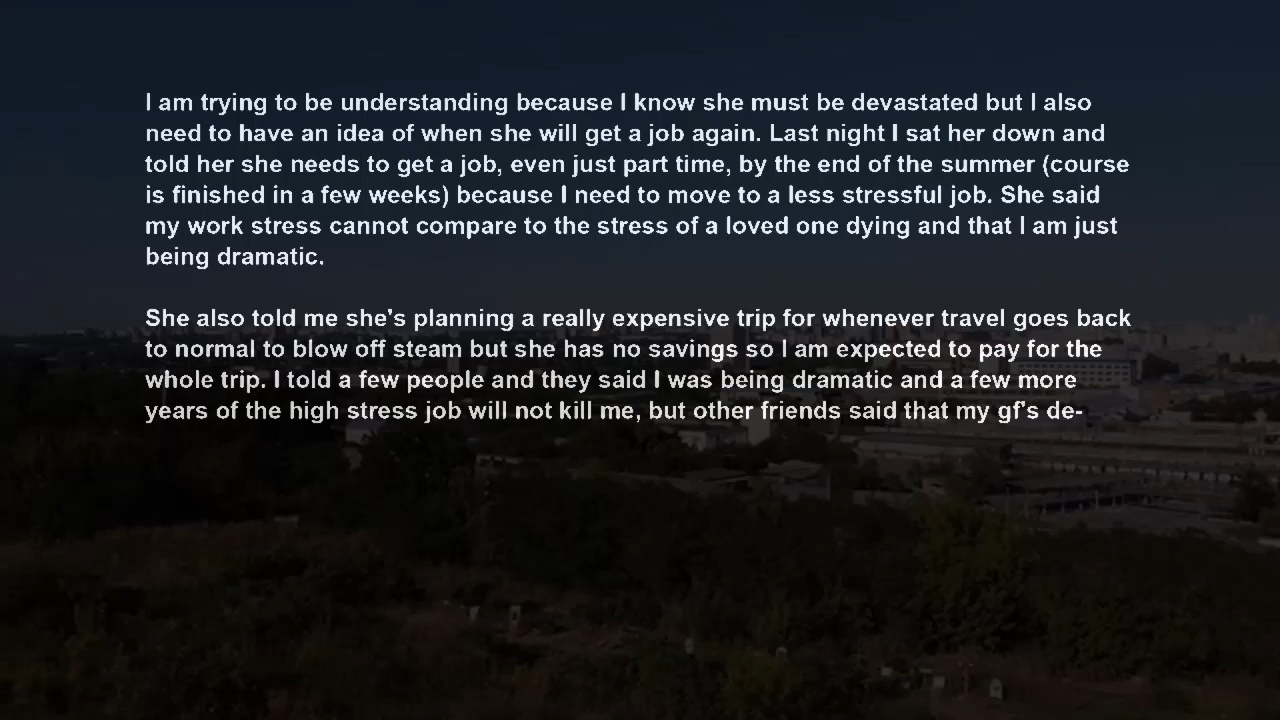 I am trying to be understanding because I know she must be devastated but I also
need to have an idea of when she will get a job again. Last night I sat her down and
told her she needs to get a job, even just part time, by the end of the summer (course
is finished in a few weeks) because I need to move to a less stressful job. She said
my work stress cannot compare to the stress of a loved one dying and that I am just
being dramatic.
She also told me she's planning a really expensive trip for whenever travel goes back
to normal to blow off steam but she has no savings so I am expected to pay for the
whole trip. I told a few people and they said I was being dramatic and a few more
years of the high stress job will not kill me, but other friends said that my gf's de-